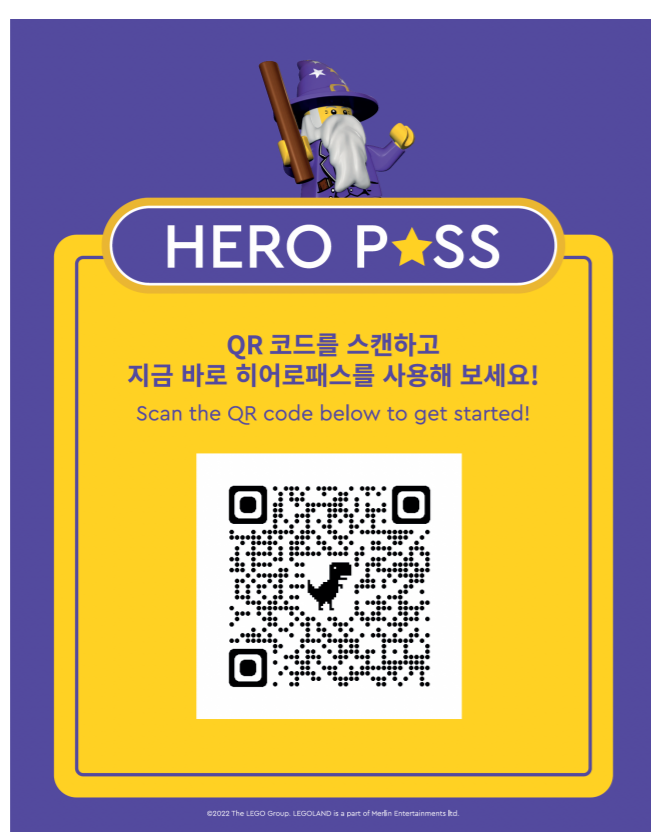 HERO P★SS
QR 코드를 스캔하고
지금 바로 히어로패스를 사용해 보세요!
Scan the QR code below to get started!
©2022 The LEGO Group. LEGOLAND is a part of Merlin Entertainments ltd.